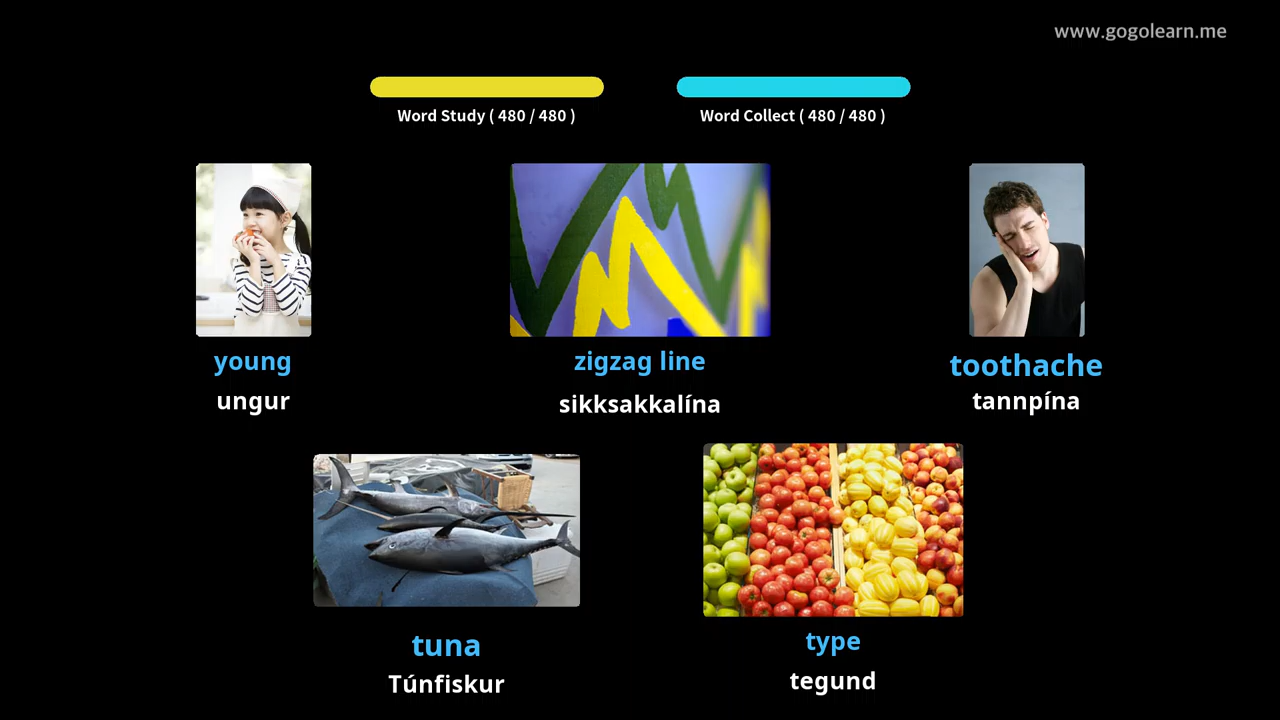 www.gogolearn.me
Word Study ( 480 / 480 )
Word Collect ( 480 / 480 )
young
ungur
zigzag line
sikksakkalína
toothache
tannpína
tuna
Túnfiskur
type
tegund